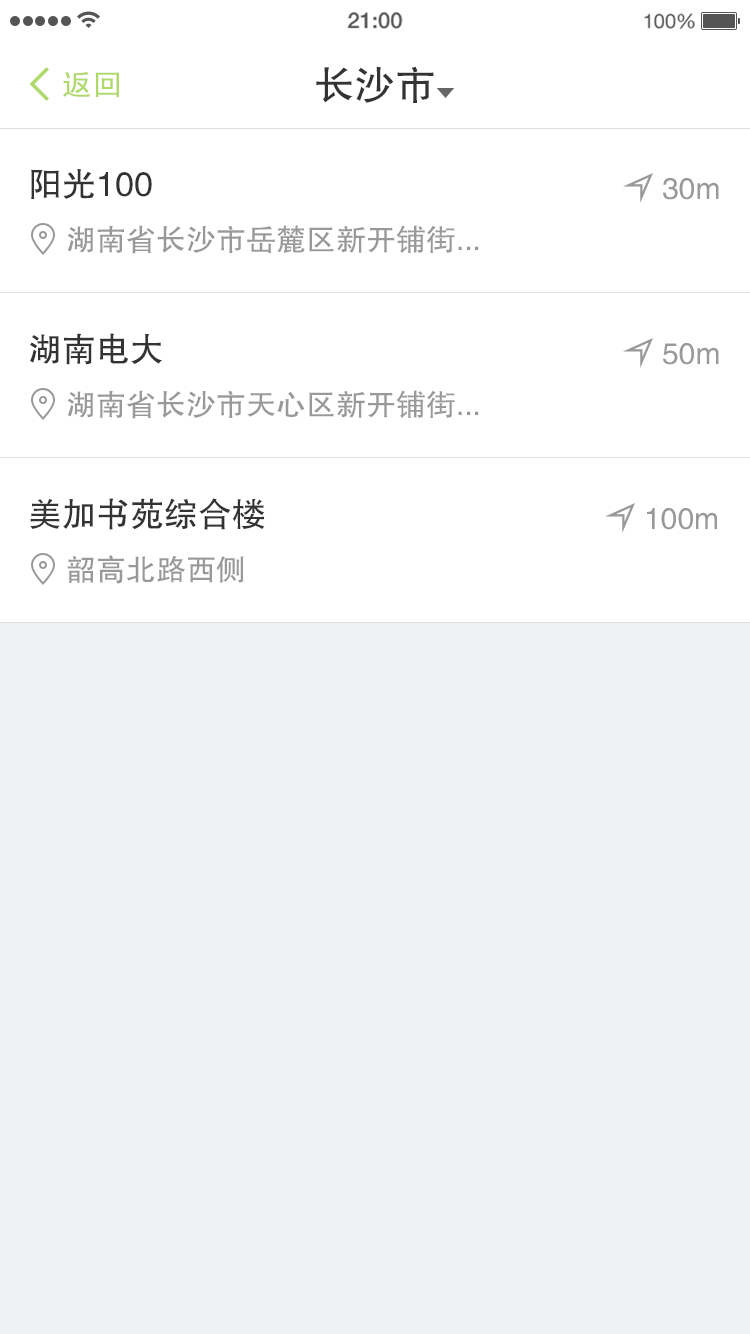 21:00 100%
返回 长沙市
阳光100 30m
湖南省长沙市岳麓区新开铺街...
湖南电大 50m
湖南省长沙市天心区新开铺街...
美加书苑综合楼 100m
韶高北路西侧